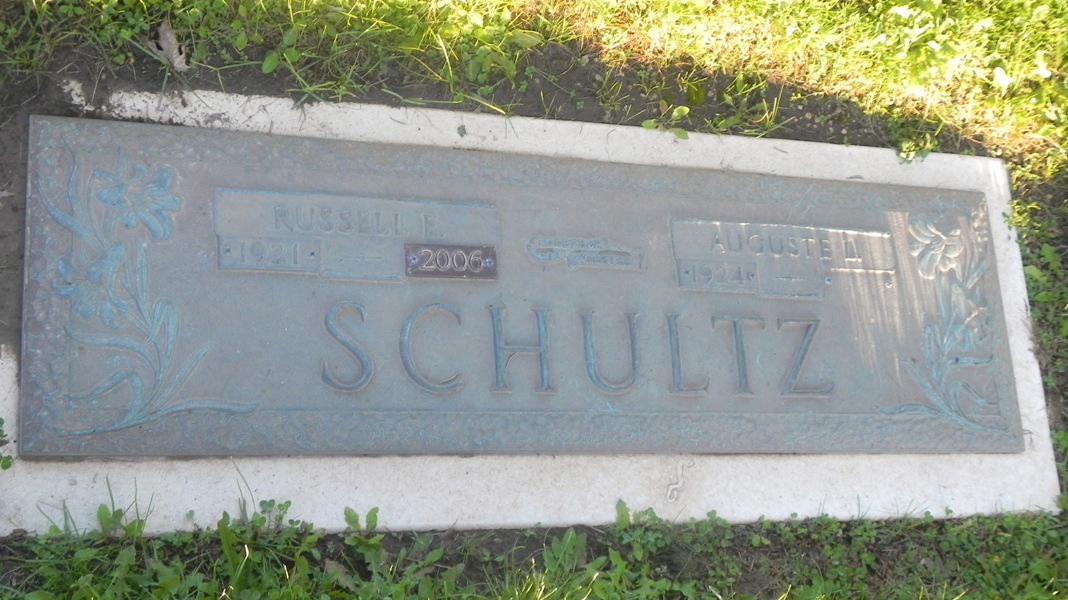 RUSSELL E.
1921 — 2006
AUGUSTE D.
1924 —
SCHULTZ